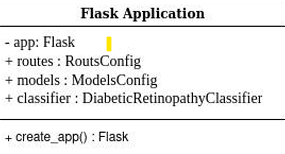 Flask Application
- app: Flask
+ routes : RoutsConfig
+ models : ModelsConfig
+ classifier : DiabeticRetinopathyClassifier
+ create_app() : Flask